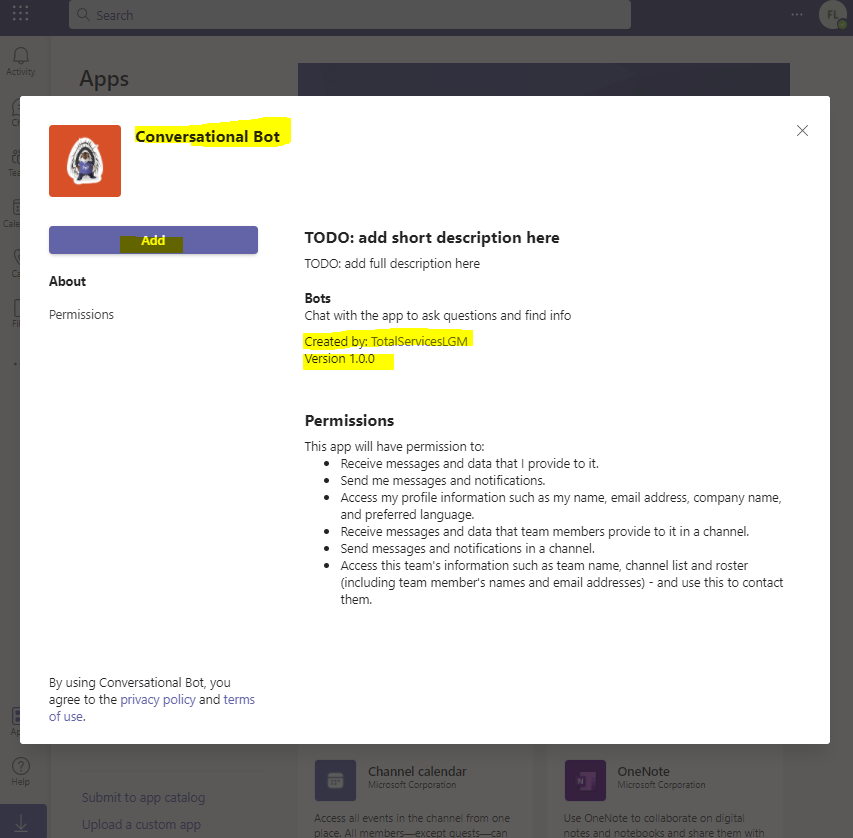 Search
FL
Activity
Apps
Conversational Bot
Add
About
Permissions
TODO: add short description here
TODO: add full description here
Bots
Chat with the app to ask questions and find info
Created by: TotalServicesLGM
Version 1.0.0
Permissions
This app will have permission to:
Receive messages and data that I provide to it.
Send me messages and notifications.
Access my profile information such as my name, email address, company name,
and preferred language.
Receive messages and data that team members provide to it in a channel.
Send messages and notifications in a channel.
Access this team's information such as team name, channel list and roster
(including team member's names and email addresses) - and use this to contact
them.
By using Conversational Bot, you
agree to the privacy policy and terms
of use.
Help
Submit to app catalog
Upload a custom app
Channel calendar
Microsoft Corporation
Access all events in the channel from one
place. All members—except guests—can
OneNote
Microsoft Corporation
Use OneNote to collaborate on digital
notes and notebooks and share them with